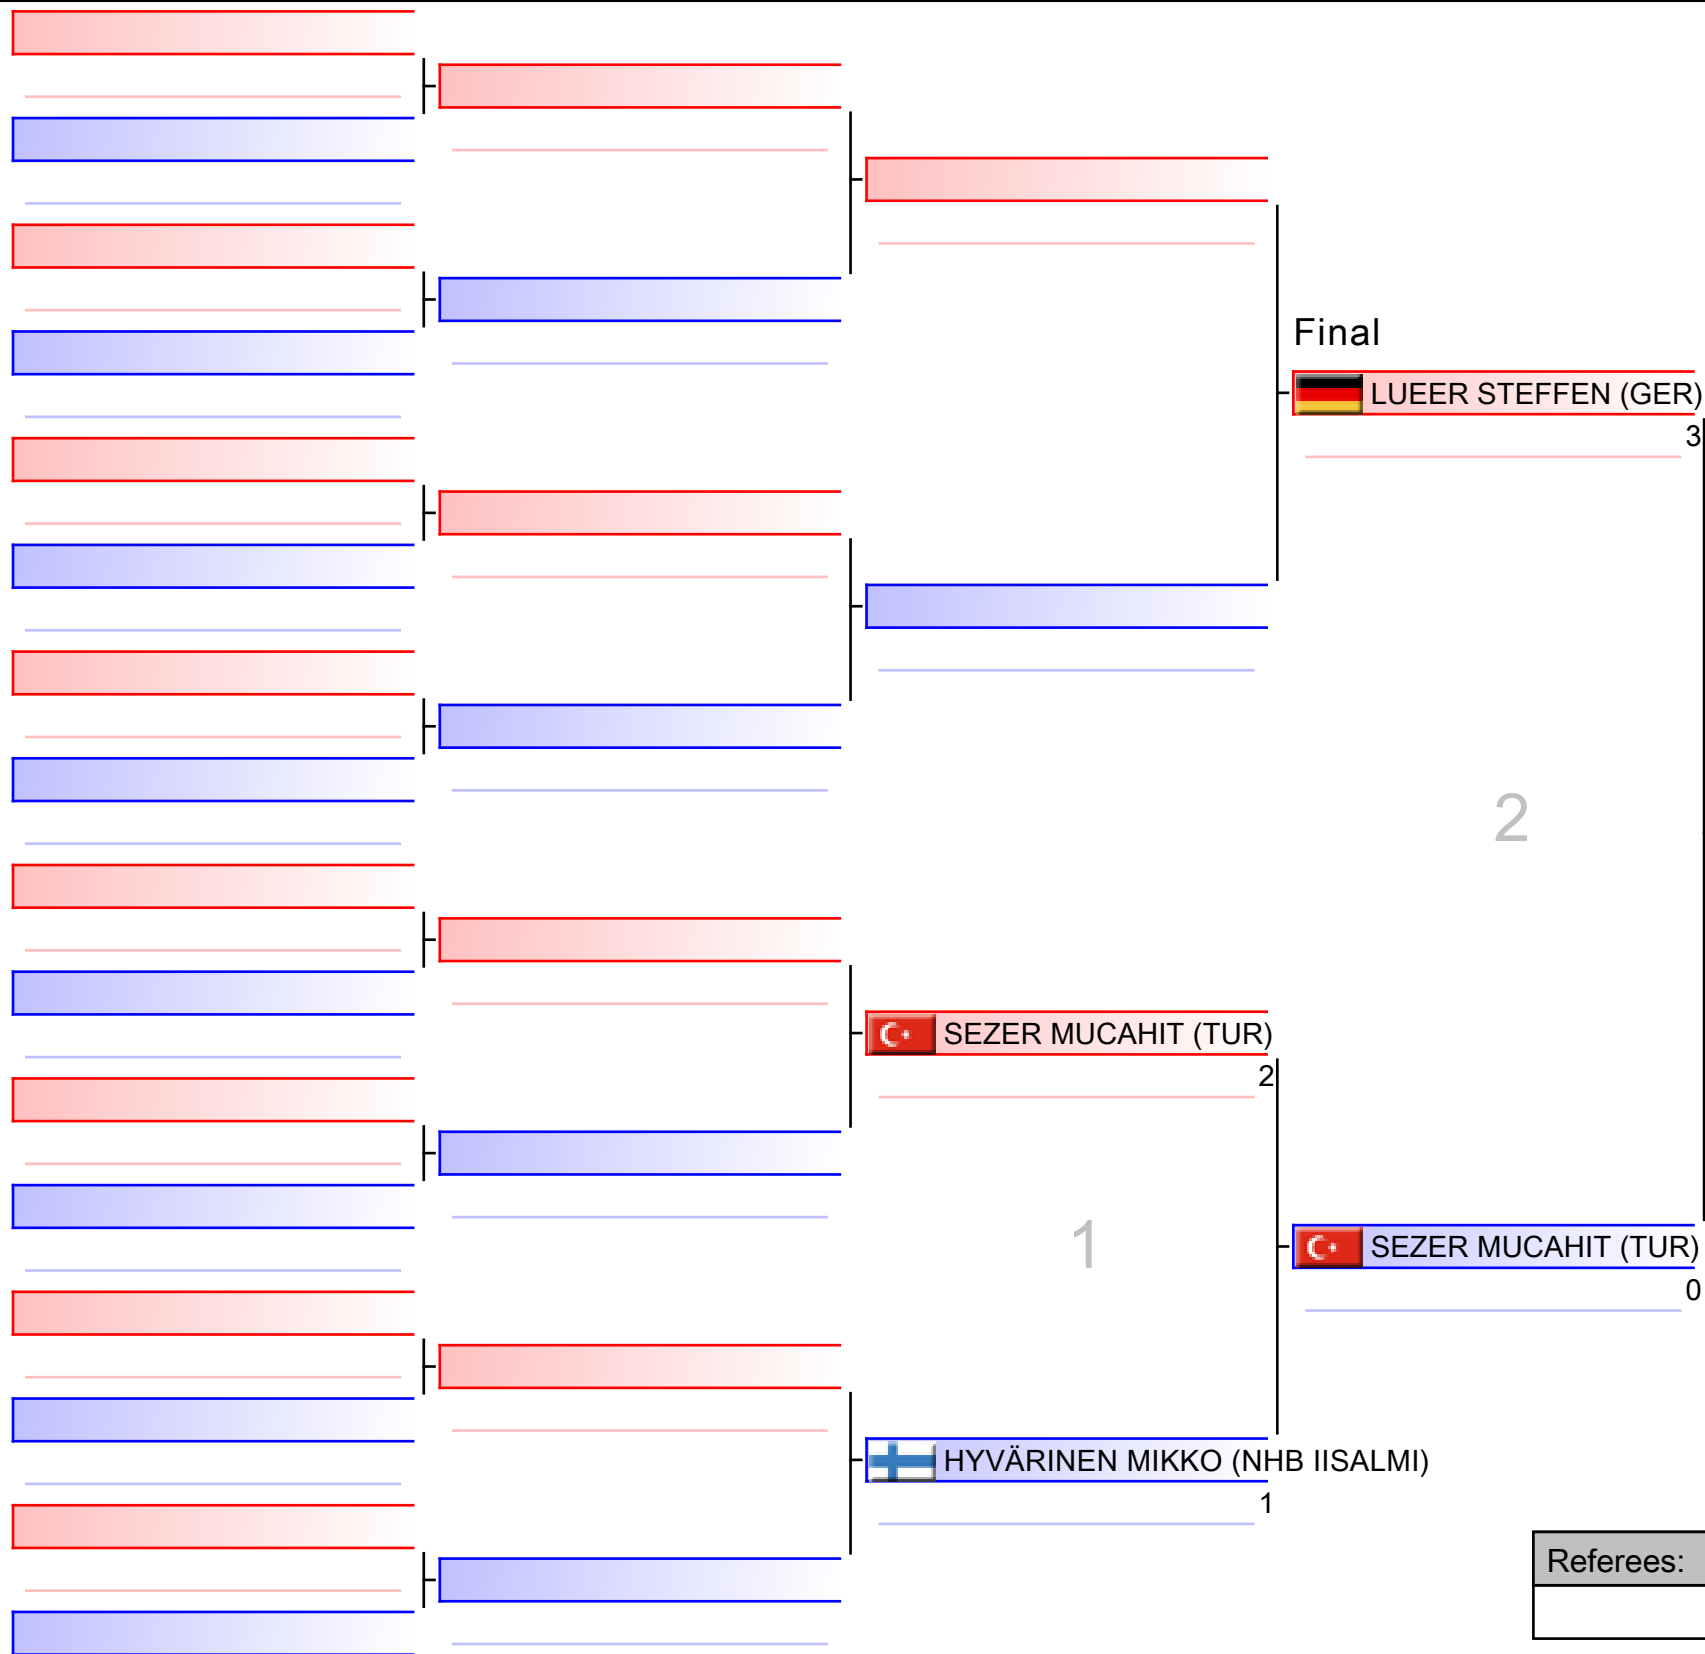 Final
LUEER STEFFEN (GER)
3
2
SEZER MUCAHIT (TUR)
2
1
SEZER MUCAHIT (TUR)
0
HYVÄRINEN MIKKO (NHB IISALMI)
1
Referees: